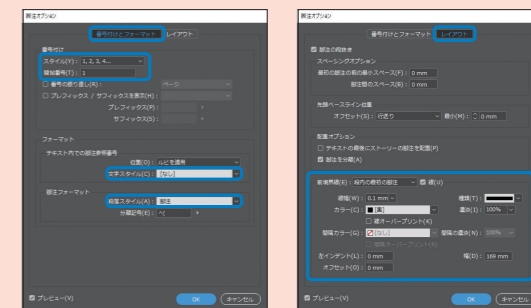 脚注オプション
番号付けとフォーマット レイアウト
番号付け
スタイル(Y): 1, 2, 3, 4...
開始番号(T): 1
番号の振り直し(R): ページ
プレフィックス / サフィックスを表示(H):
プレフィックス(P):
サフィックス(S):
フォーマット
テキスト内での脚注参照番号
位置(O): ルビを適用
文字スタイル(C): [なし]
脚注フォーマット
段落スタイル(A): 脚注
分離記号(E): ^t
プレビュー(V)
OK キャンセル
脚注オプション
番号付けとフォーマット レイアウト
脚注の段抜き
スペーシングオプション
最初の脚注の前の最小スペース(F): 0 mm
脚注間のスペース(B): 0 mm
先頭ベースライン位置
オフセット(S): 行送り 最小(M): 0 mm
配置オプション
テキストの最後にストーリーの脚注を配置(P)
脚注を分離(A)
前境界線(E): 段内の最初の脚注 線(U)
線幅(W): 0.1 mm 種類(T):
カラー(C): [黒] 濃淡(I): 100%
線オーバープリント(K)
間隔カラー(G): [なし] 間隔の濃淡(N): 100%
間隔オーバープリント(X)
左インデント(L): 0 mm 幅(D): 169 mm
オフセット(O): 0 mm
プレビュー(V)
OK キャンセル